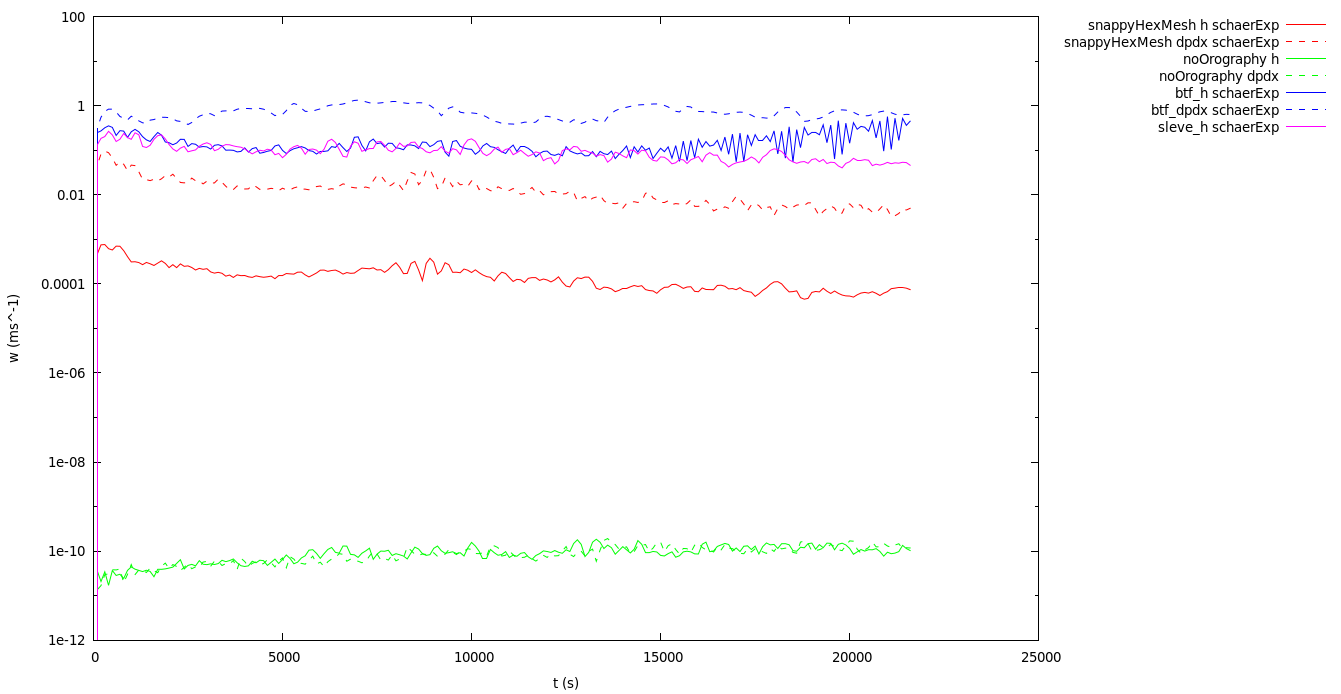 100
1
0.01
0.0001
1e-06
1e-08
1e-10
1e-12
w (ms^-1)
0 5000 10000 15000 20000 25000
t (s)
snappyHexMesh h schaerExp
snappyHexMesh dpdx schaerExp
noOrography h
noOrography dpdx
btf_h schaerExp
btf_dpdx schaerExp
sleve_h schaerExp